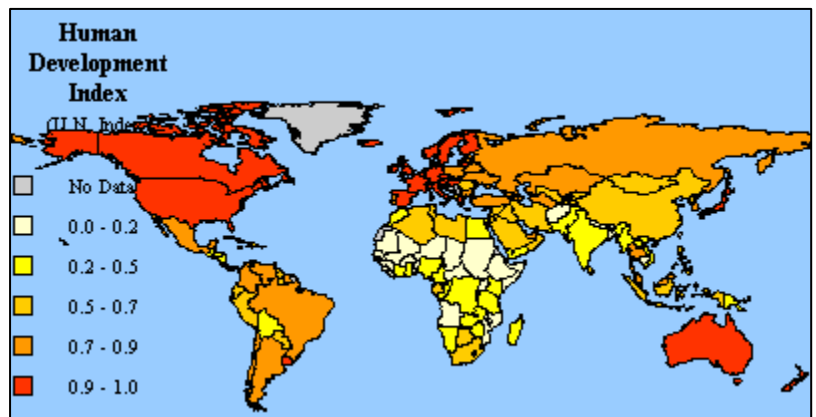 Human
Development
Index
(U.N. Index
No Data
0.0 - 0.2
0.2 - 0.5
0.5 - 0.7
0.7 - 0.9
0.9 - 1.0